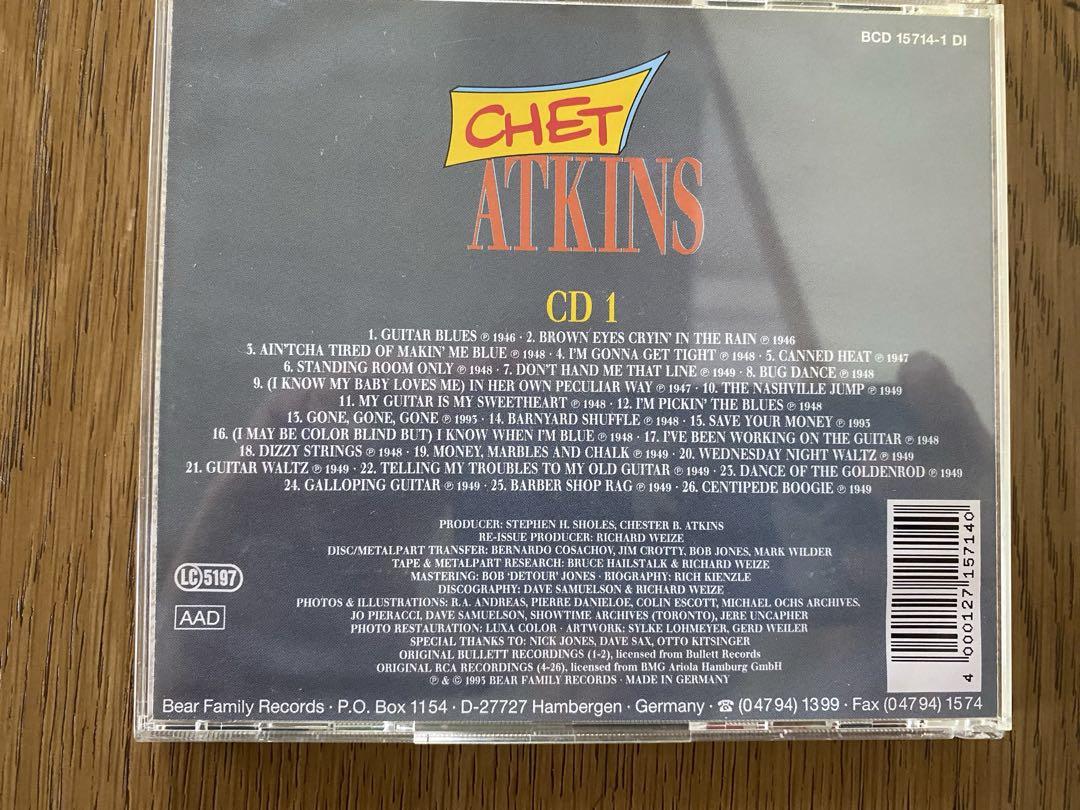 BCD 15714-1 DI
CHET
ATKINS
CD 1
1. GUITAR BLUES ℗ 1946 · 2. BROWN EYES CRYIN' IN THE RAIN ℗ 1946
3. AIN'TCHA TIRED OF MAKIN' ME BLUE ℗ 1948 · 4. I'M GONNA GET TIGHT ℗ 1948 · 5. CANNED HEAT ℗ 1947
6. STANDING ROOM ONLY ℗ 1948 · 7. DON'T HAND ME THAT LINE ℗ 1949 · 8. BUG DANCE ℗ 1948
9. (I KNOW MY BABY LOVES ME) IN HER OWN PECULIAR WAY ℗ 1947 · 10. THE NASHVILLE JUMP ℗ 1949
11. MY GUITAR IS MY SWEETHEART ℗ 1948 · 12. I'M PICKIN' THE BLUES ℗ 1948
13. GONE, GONE, GONE ℗ 1993 · 14. BARNYARD SHUFFLE ℗ 1948 · 15. SAVE YOUR MONEY ℗ 1993
16. (I MAY BE COLOR BLIND BUT) I KNOW WHEN I'M BLUE ℗ 1948 · 17. I'VE BEEN WORKING ON THE GUITAR ℗ 1948
18. DIZZY STRINGS ℗ 1948 · 19. MONEY, MARBLES AND CHALK ℗ 1949 · 20. WEDNESDAY NIGHT WALTZ ℗ 1949
21. GUITAR WALTZ ℗ 1949 · 22. TELLING MY TROUBLES TO MY OLD GUITAR ℗ 1949 · 23. DANCE OF THE GOLDENROD ℗ 1949
24. GALLOPING GUITAR ℗ 1949 · 25. BARBER SHOP RAG ℗ 1949 · 26. CENTIPEDE BOOGIE ℗ 1949
PRODUCER: STEPHEN H. SHOLES, CHESTER B. ATKINS
RE-ISSUE PRODUCER: RICHARD WEIZE
DISC/METALPART TRANSFER: BERNARDO COSACHOV, JIM CROTTY, BOB JONES, MARK WILDER
TAPE & METALPART RESEARCH: BRUCE HAILSTALK & RICHARD WEIZE
MASTERING: BOB 'DETOUR' JONES · BIOGRAPHY: RICH KIENZLE
DISCOGRAPHY: DAVE SAMUELSON & RICHARD WEIZE
PHOTOS & ILLUSTRATIONS: R.A. ANDREAS, PIERRE DANIELOE, COLIN ESCOTT, MICHAEL OCHS ARCHIVES.
JO PIERACCI, DAVE SAMUELSON, SHOWTIME ARCHIVES (TORONTO), JERE UNCAPHER
PHOTO RESTAURATION: LUXA COLOR · ARTWORK: SYLKE LOHMEYER, GERD WEILER
SPECIAL THANKS TO: NICK JONES, DAVE SAX, OTTO KITSINGER
ORIGINAL BULLETT RECORDINGS (1-2), licensed from Bullett Records
ORIGINAL RCA RECORDINGS (4-26), licensed from BMG Ariola Hamburg GmbH
℗ & © 1993 BEAR FAMILY RECORDS · MADE IN GERMANY
LC 5197
AAD
4 000127 157140
Bear Family Records · P.O. Box 1154 · D-27727 Hambergen · Germany · ☎ (04794) 1399 · Fax (04794) 1574